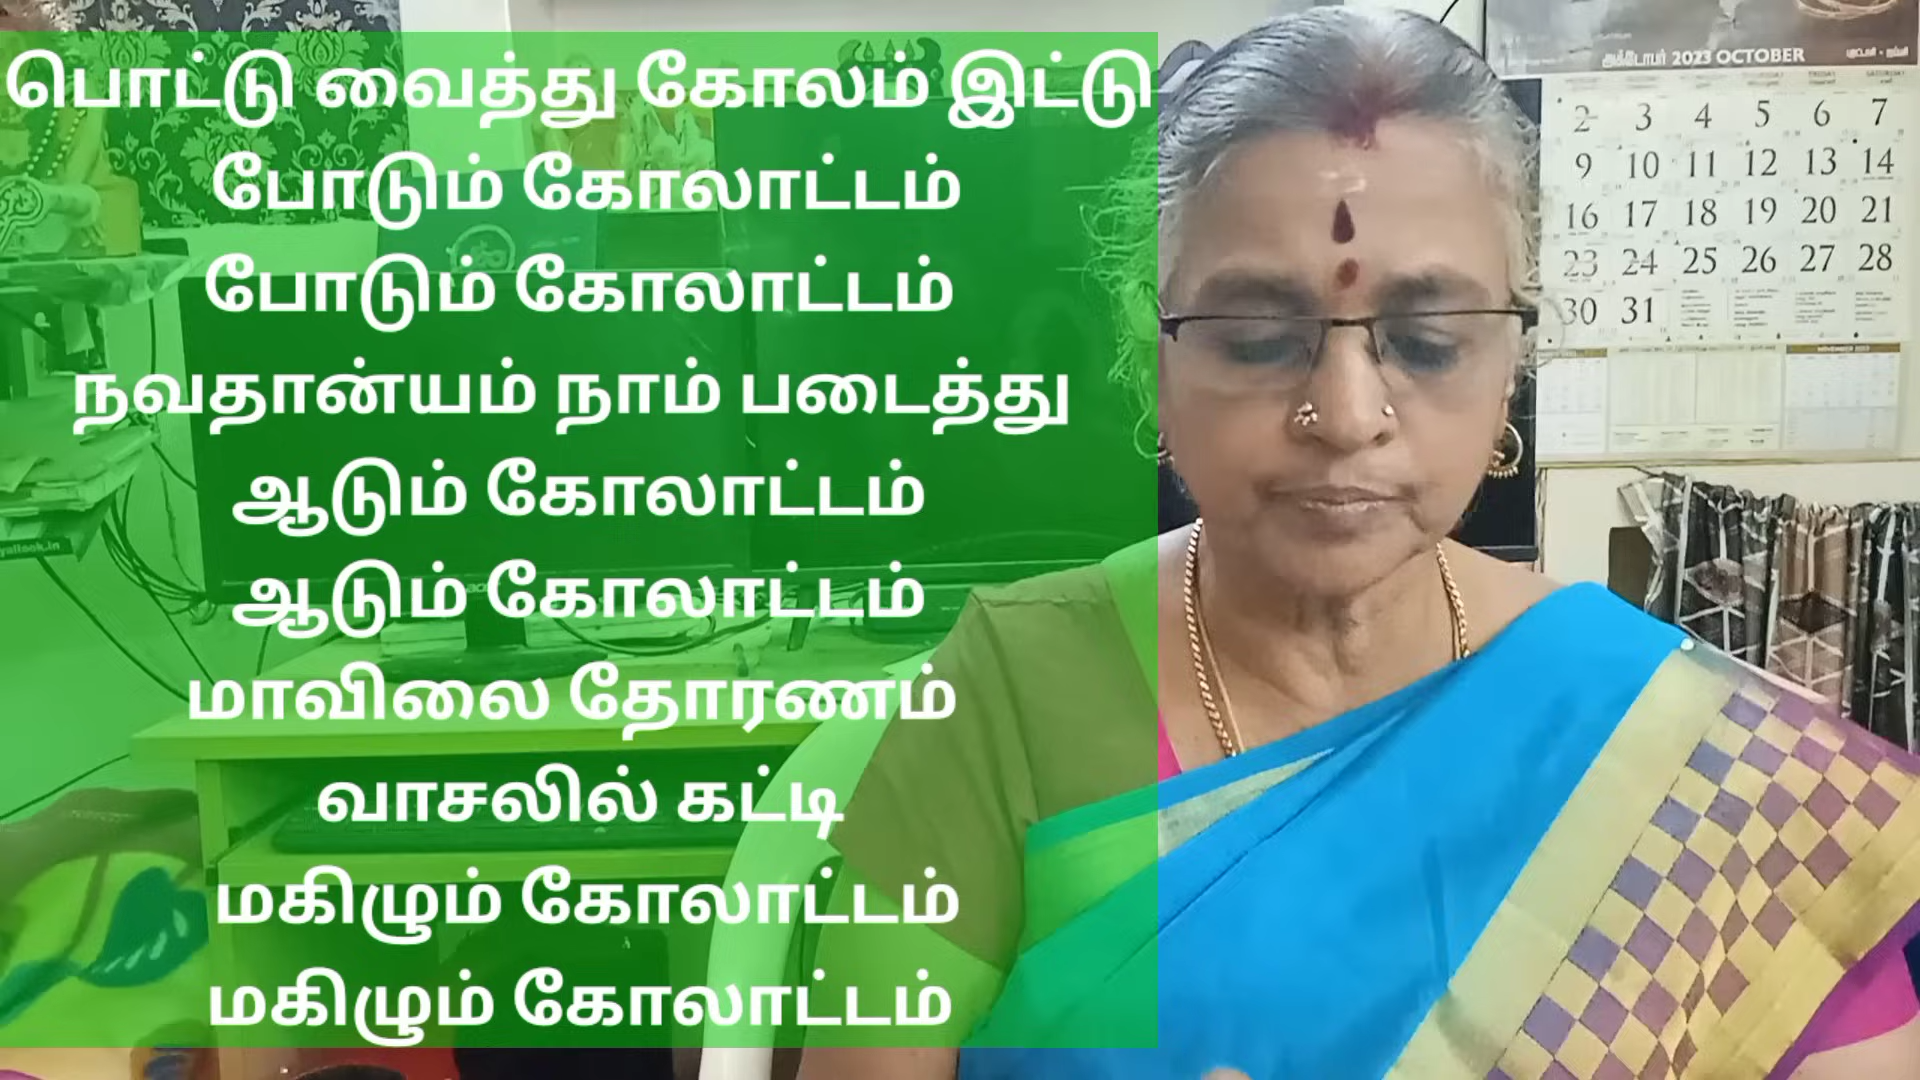 பொட்டு வைத்து கோலம் இட்டு
போடும் கோலாட்டம்
போடும் கோலாட்டம்
நவதான்யம் நாம் படைத்து
ஆடும் கோலாட்டம்
ஆடும் கோலாட்டம்
மாவிலை தோரணம்
வாசலில் கட்டி
மகிழும் கோலாட்டம்
மகிழும் கோலாட்டம்
அக்டோபர் 2023 OCTOBER
2 3 4 5 6 7
9 10 11 12 13 14
16 17 18 19 20 21
23 24 25 26 27 28
30 31